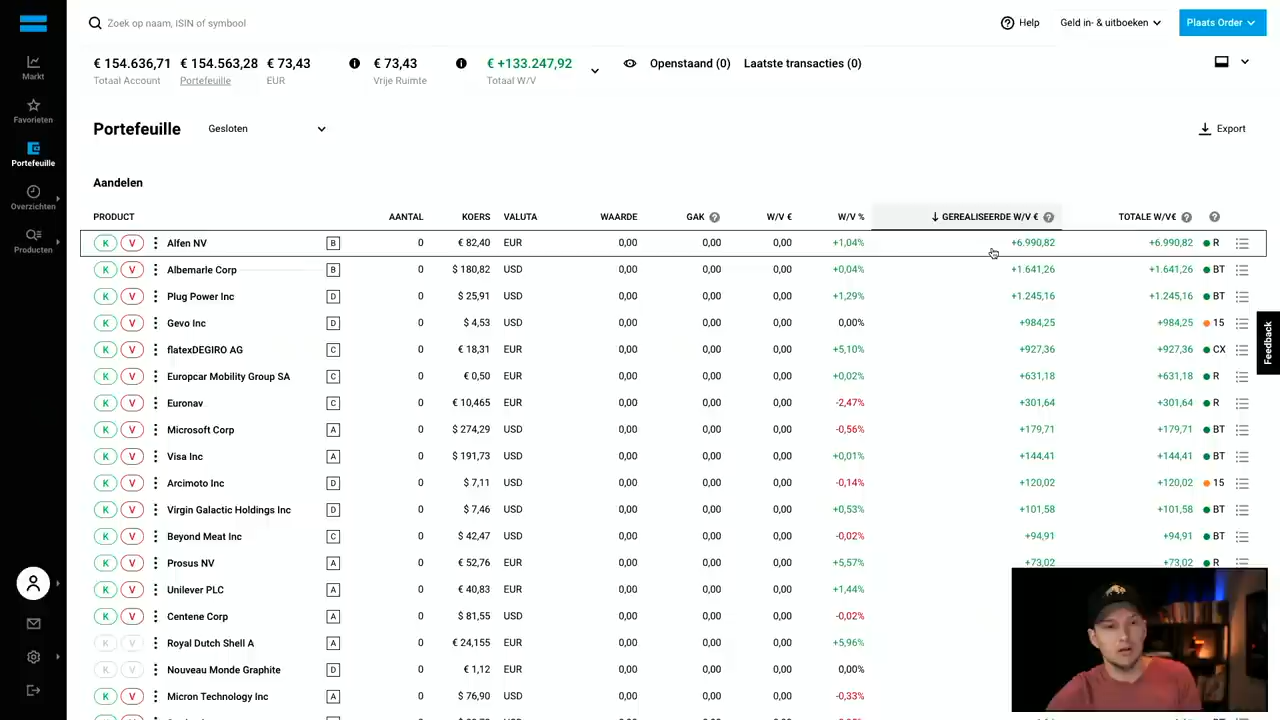 Zoek op naam, ISIN of symbool
Help
Geld in- & uitboeken
Plaats Order
€ 154.636,71 € 154.563,28 € 73,43 € 73,43 € +133.247,92 Openstaand (0) Laatste transacties (0)
Totaal Account Portefeuille EUR Vrije Ruimte Totaal W/V
Markt
Favorieten
Portefeuille
Overzichten
Producten
Portefeuille Gesloten Export
Aandelen
PRODUCT AANTAL KOERS VALUTA WAARDE GAK W/V € W/V % GEREALISEERDE W/V € TOTALE W/V€
K V Alfen NV B 0 € 82,40 EUR 0,00 0,00 0,00 +1,04% +6.990,82 +6.990,82 R
K V Albemarle Corp B 0 $ 180,82 USD 0,00 0,00 0,00 +0,04% +1.641,26 +1.641,26 BT
K V Plug Power Inc D 0 $ 25,91 USD 0,00 0,00 0,00 +1,29% +1.245,16 +1.245,16 BT
K V Gevo Inc D 0 $ 4,53 USD 0,00 0,00 0,00 0,00% +984,25 +984,25 15
K V flatexDEGIRO AG C 0 € 18,31 EUR 0,00 0,00 0,00 +5,10% +927,36 +927,36 CX
K V Europcar Mobility Group SA C 0 € 0,50 EUR 0,00 0,00 0,00 +0,02% +631,18 +631,18 R
K V Euronav C 0 € 10,465 EUR 0,00 0,00 0,00 -2,47% +301,64 +301,64 R
K V Microsoft Corp A 0 $ 274,29 USD 0,00 0,00 0,00 -0,56% +179,71 +179,71 BT
K V Visa Inc A 0 $ 191,73 USD 0,00 0,00 0,00 +0,01% +144,41 +144,41 BT
K V Arcimoto Inc D 0 $ 7,11 USD 0,00 0,00 0,00 -0,14% +120,02 +120,02 15
K V Virgin Galactic Holdings Inc D 0 $ 7,46 USD 0,00 0,00 0,00 +0,53% +101,58 +101,58 BT
K V Beyond Meat Inc C 0 $ 42,47 USD 0,00 0,00 0,00 -0,02% +94,91 +94,91 BT
K V Prosus NV A 0 € 52,76 EUR 0,00 0,00 0,00 +5,57% +73,02 +73,02 R
K V Unilever PLC A 0 € 40,83 EUR 0,00 0,00 0,00 +1,44%
K V Centene Corp A 0 $ 81,55 USD 0,00 0,00 0,00 -0,02%
K V Royal Dutch Shell A A 0 € 24,155 EUR 0,00 0,00 0,00 +5,96%
K V Nouveau Monde Graphite D 0 € 1,12 EUR 0,00 0,00 0,00 0,00%
K V Micron Technology Inc A 0 $ 76,90 USD 0,00 0,00 0,00 -0,33%
Feedback